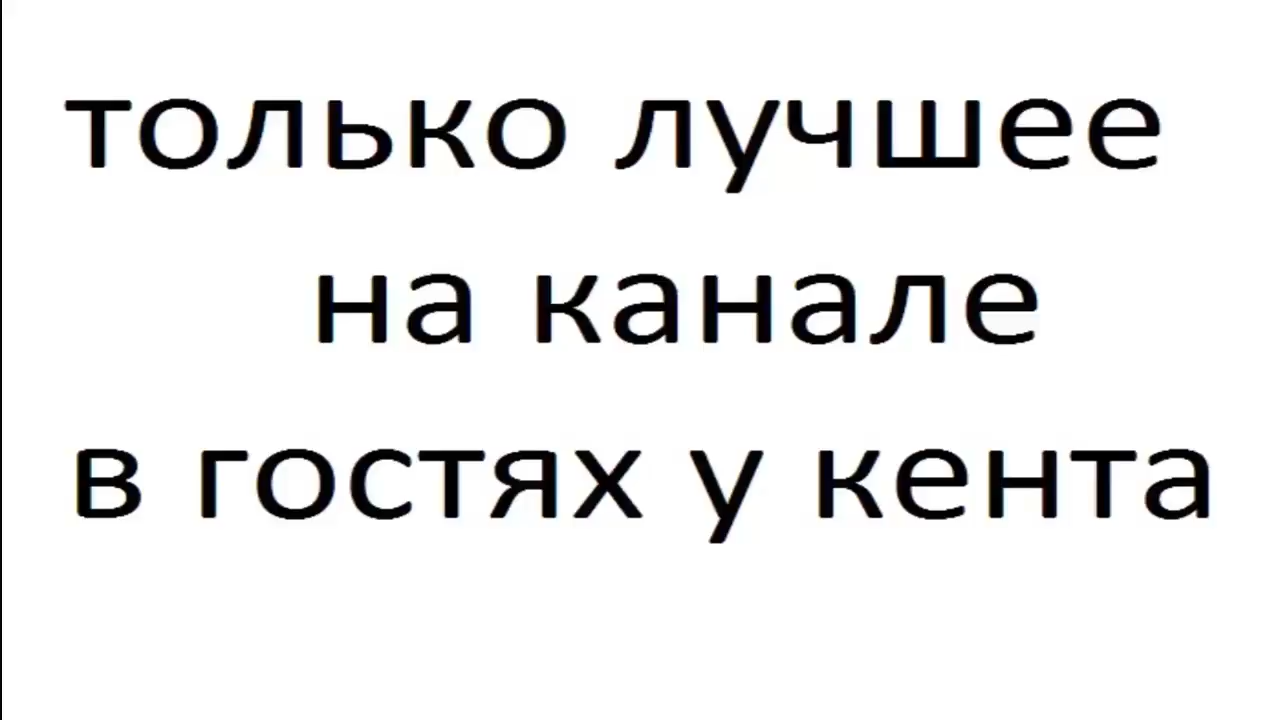 только лучшее
на канале
в гостях у кента